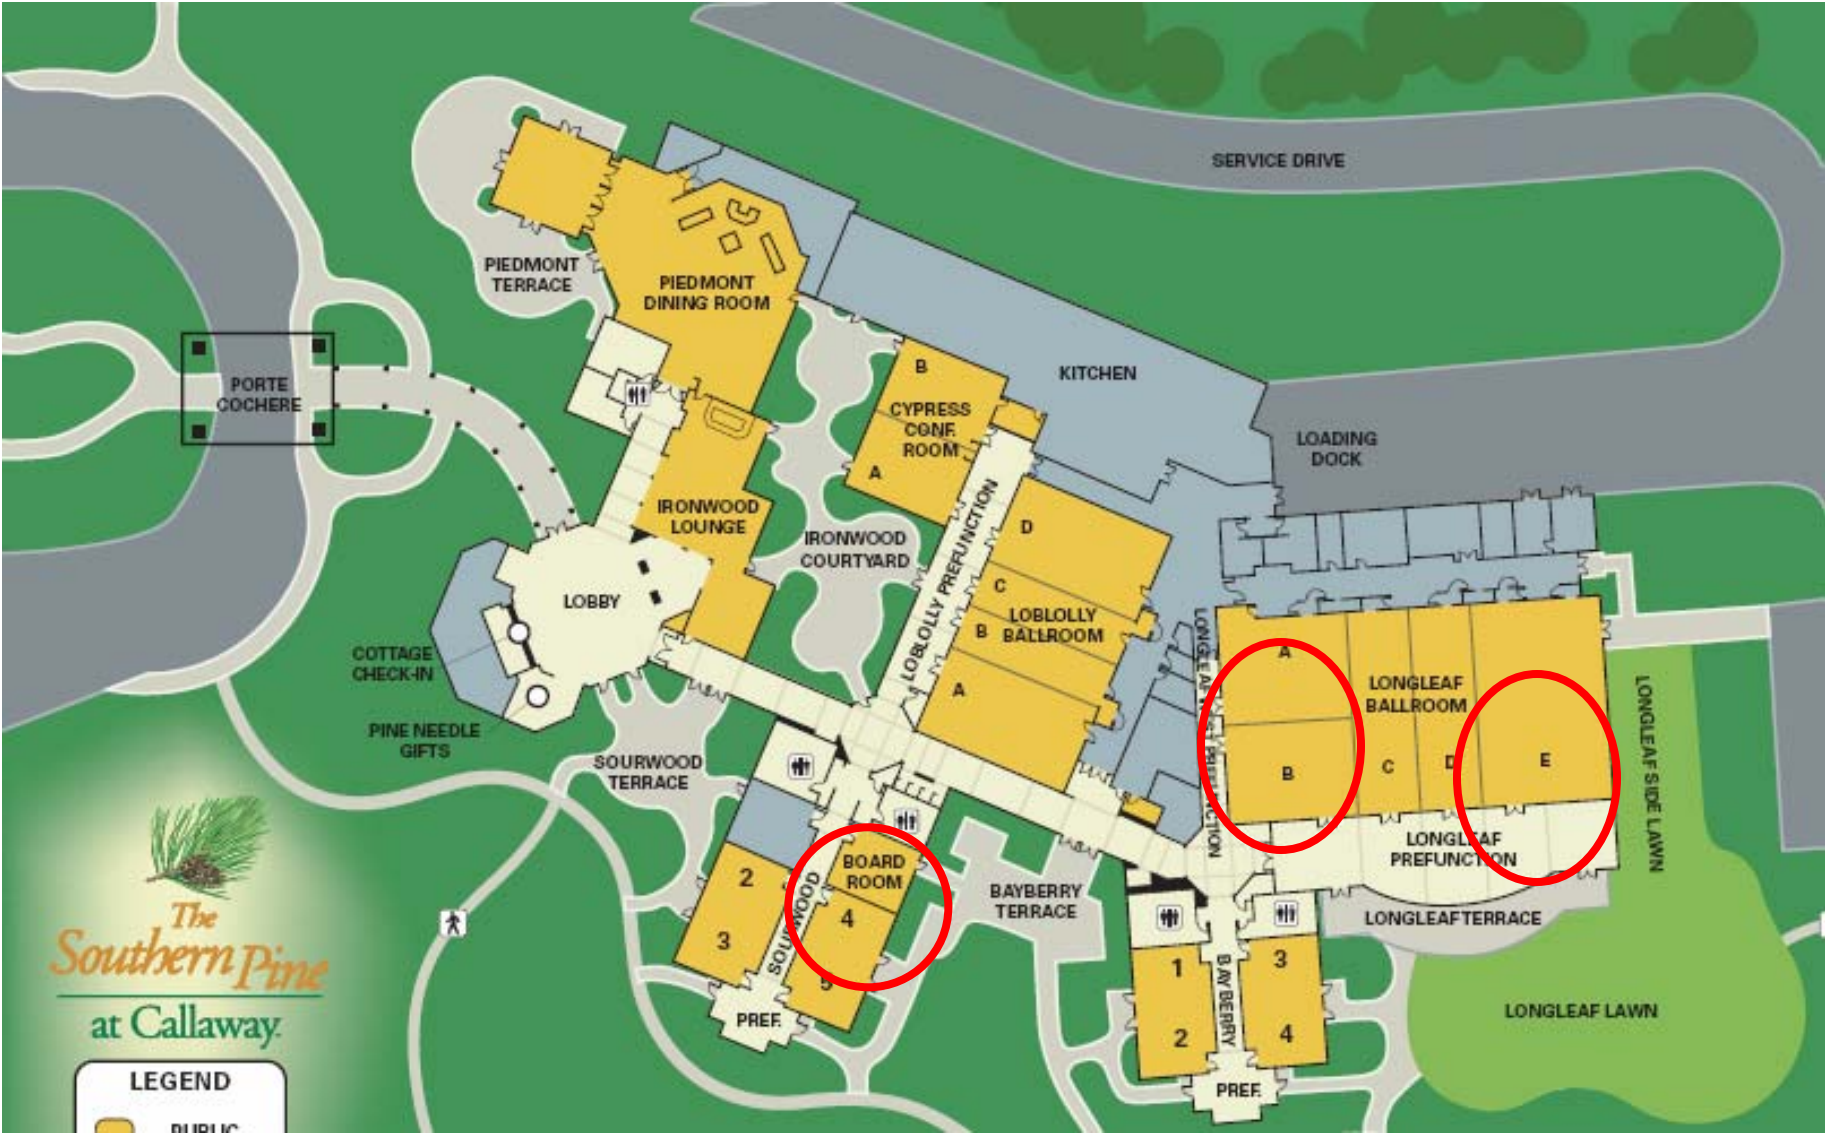 SERVICE DRIVE
PIEDMONT
TERRACE
PIEDMONT
DINING ROOM
PORTE
COCHERE
KITCHEN
LOADING
DOCK
B
CYPRESS
CONF.
ROOM
A
IRONWOOD
LOUNGE
IRONWOOD
COURTYARD
LOBLOLLY PREFUNCTION
D
C
B
LOBLOLLY
BALLROOM
A
LOBBY
COTTAGE
CHECK-IN
PINE NEEDLE
GIFTS
SOURWOOD
TERRACE
A
B
LONGLEAF
BALLROOM
C
D
E
LONGLEAF SIDE LAWN
LONGLEAF
PREFUNCTION
LONGLEAF TERRACE
LONGLEAF LAWN
BOARD
ROOM
2
3
SOURWOOD
4
5
PREF.
BAYBERRY
TERRACE
1
2
BAYBERRY
3
4
PREF.
The
Southern Pine
at Callaway.
LEGEND
PUBLIC